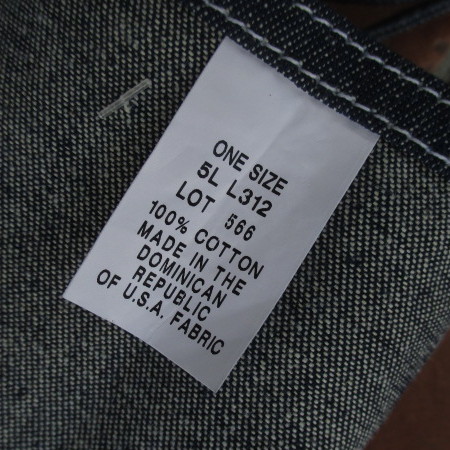 ONE SIZE
5L L312
LOT 566
100% COTTON
MADE IN THE
DOMINICAN
REPUBLIC
OF U.S.A. FABRIC